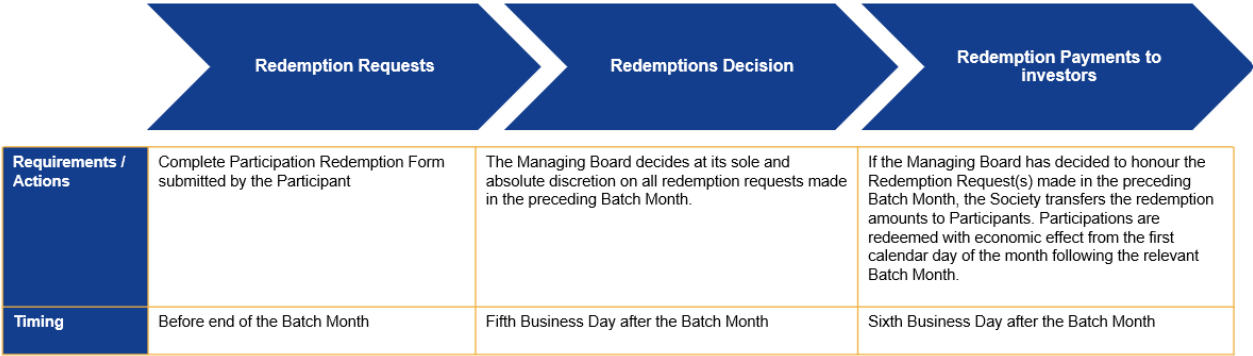 Redemption Requests
Redemptions Decision
Redemption Payments to
investors
Requirements /
Actions
Complete Participation Redemption Form
submitted by the Participant
The Managing Board decides at its sole and
absolute discretion on all redemption requests made
in the preceding Batch Month.
If the Managing Board has decided to honour the
Redemption Request(s) made in the preceding
Batch Month, the Society transfers the redemption
amounts to Participants. Participations are
redeemed with economic effect from the first
calendar day of the month following the relevant
Batch Month.
Timing
Before end of the Batch Month
Fifth Business Day after the Batch Month
Sixth Business Day after the Batch Month